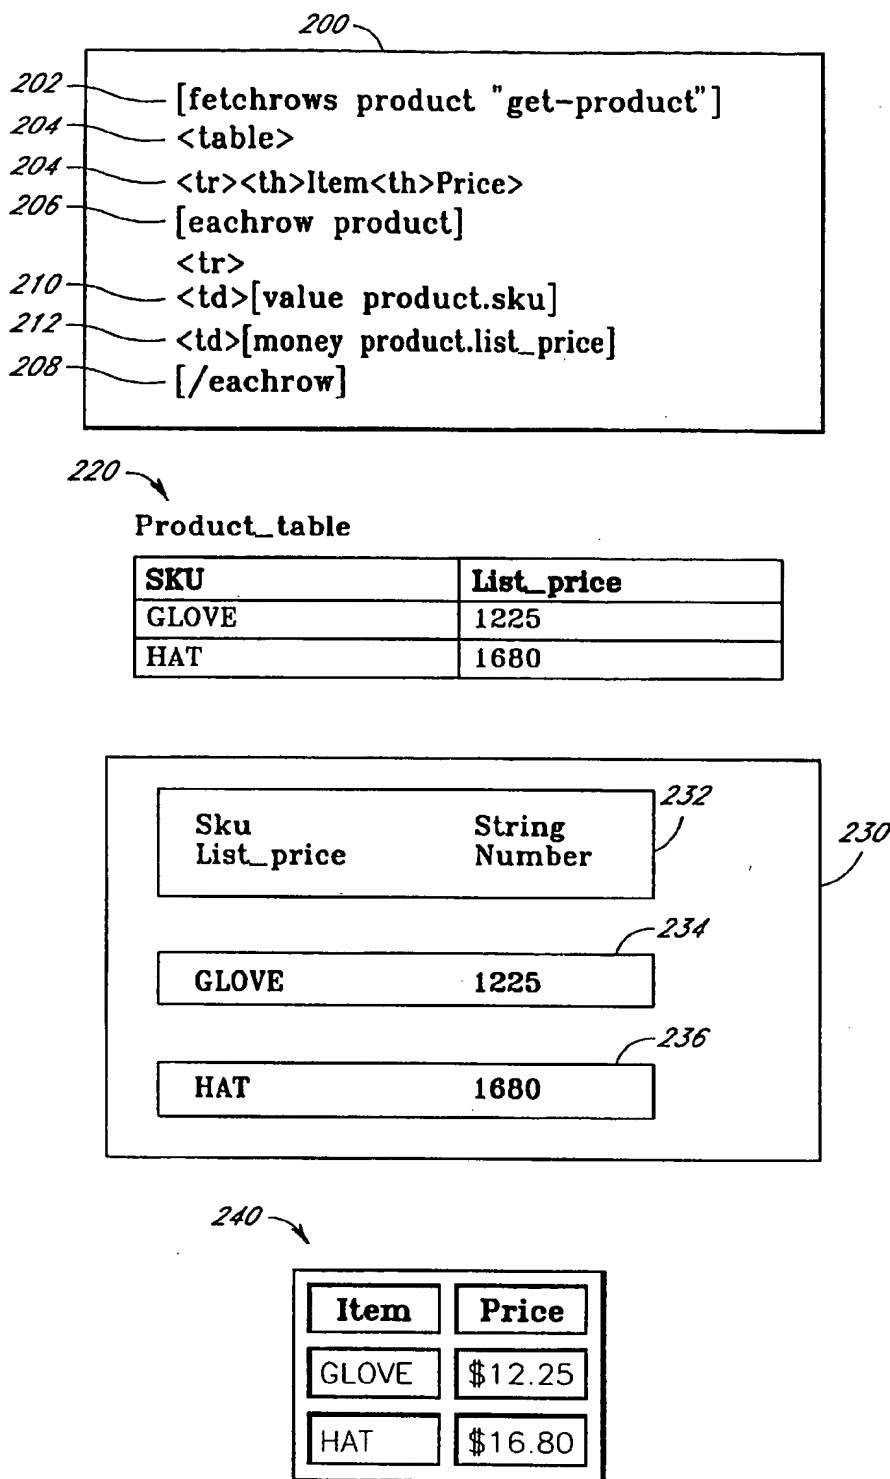 200
202 [fetchrows product "get-product"]
204 <table>
204 <tr><th>Item<th>Price>
206 [eachrow product]
<tr>
210 <td>[value product.sku]
212 <td>[money product.list_price]
208 [/eachrow]
220
Product_table
SKU List_price
GLOVE 1225
HAT 1680
232
Sku String
230
List_price Number
234
GLOVE 1225
236
HAT 1680
240
Item Price
GLOVE $12.25
HAT $16.80